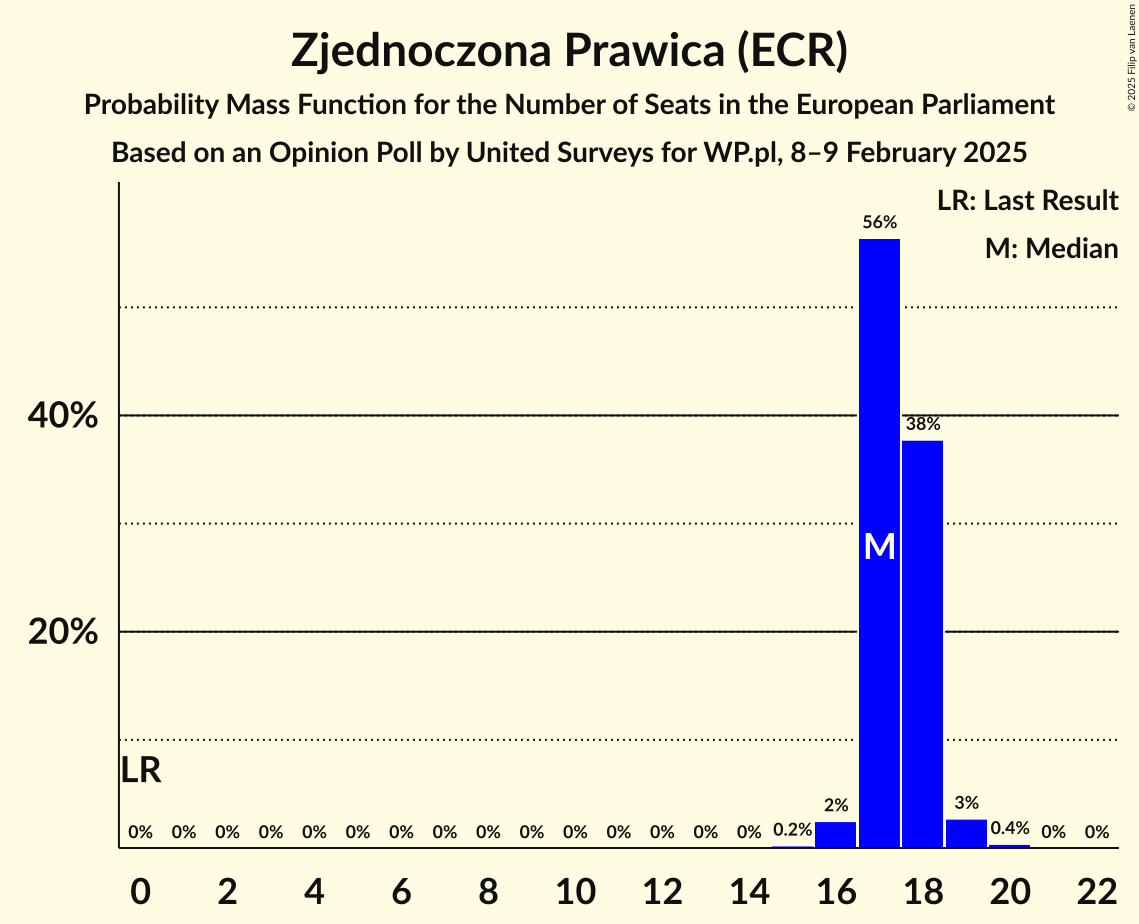 Zjednoczona Prawica (ECR)
Probability Mass Function for the Number of Seats in the European Parliament
Based on an Opinion Poll by United Surveys for WP.pl, 8–9 February 2025
© 2025 Filip van Laenen
LR: Last Result
M: Median
56%
40%
38%
M
20%
LR
0% 0% 0% 0% 0% 0% 0% 0% 0% 0% 0% 0% 0% 0% 0% 0.2% 2% 3% 0.4% 0% 0%
0 2 4 6 8 10 12 14 16 18 20 22